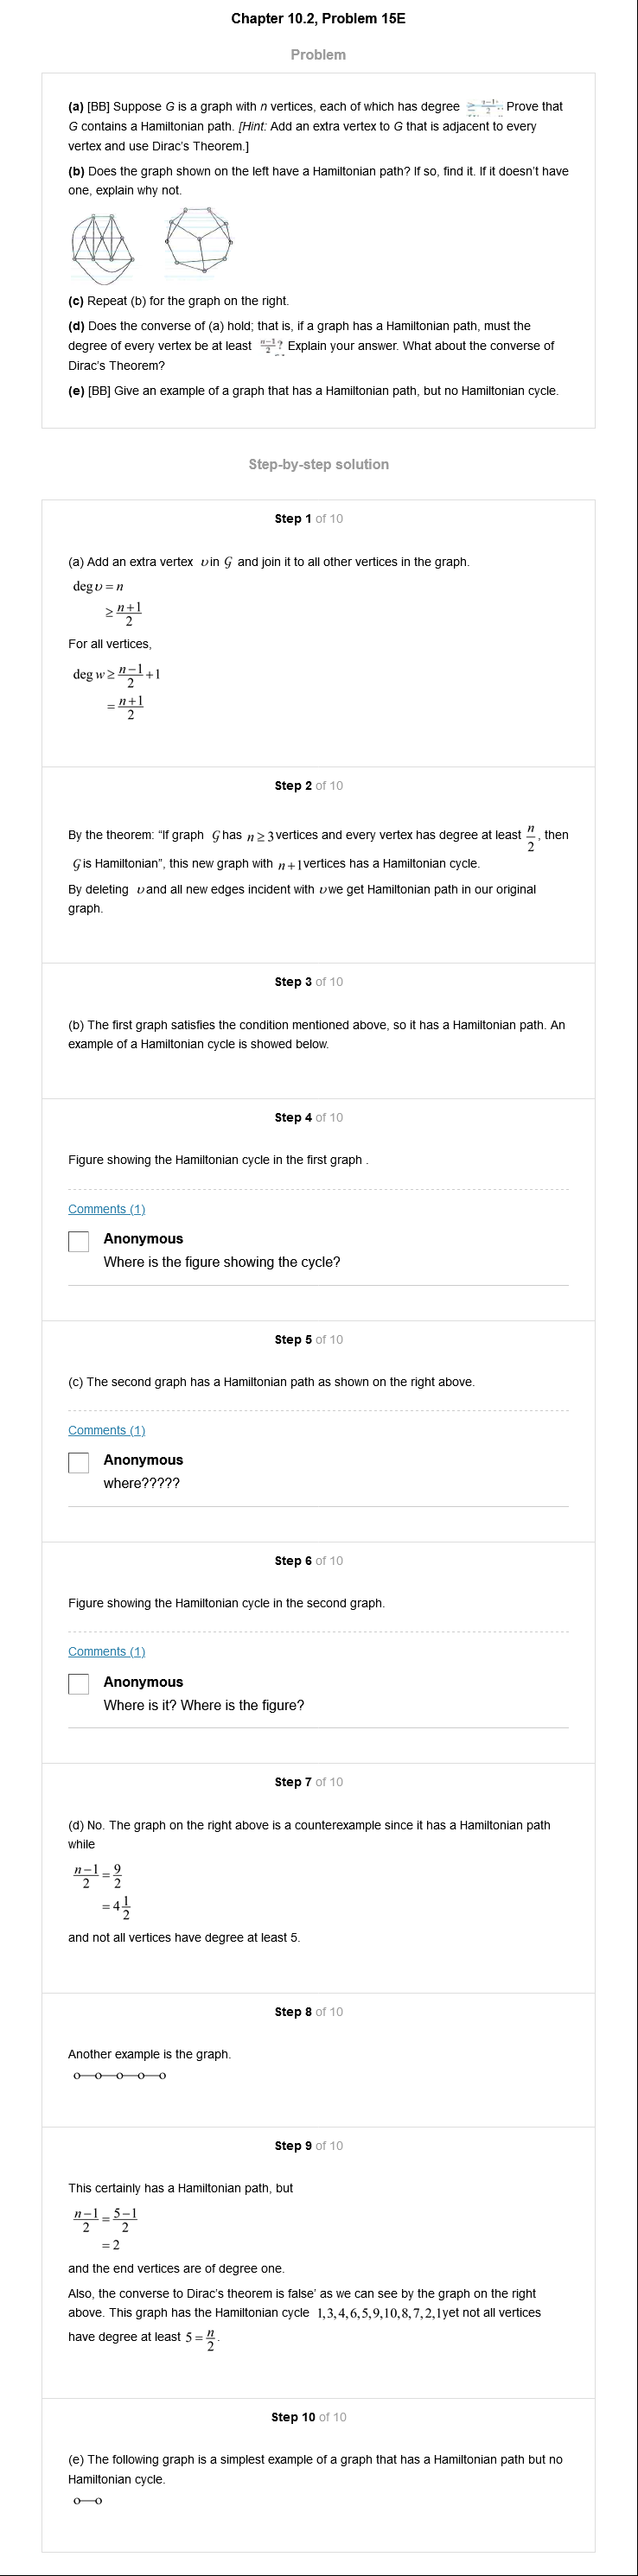 Chapter 10.2, Problem 15E
Problem
(a) [BB] Suppose G is a graph with n vertices, each of which has degree ≥ n−1/2. Prove that
G contains a Hamiltonian path. [Hint: Add an extra vertex to G that is adjacent to every
vertex and use Dirac's Theorem.]
(b) Does the graph shown on the left have a Hamiltonian path? If so, find it. If it doesn't have
one, explain why not.
(c) Repeat (b) for the graph on the right.
(d) Does the converse of (a) hold; that is, if a graph has a Hamiltonian path, must the
degree of every vertex be at least n−1/2? Explain your answer. What about the converse of
Dirac's Theorem?
(e) [BB] Give an example of a graph that has a Hamiltonian path, but no Hamiltonian cycle.
Step-by-step solution
Step 1 of 10
(a) Add an extra vertex υ in G and join it to all other vertices in the graph.
deg υ = n
≥ n+1/2
For all vertices,
deg w ≥ n−1/2 + 1
= n+1/2
Step 2 of 10
By the theorem: "If graph G has n ≥ 3 vertices and every vertex has degree at least n/2, then
G is Hamiltonian", this new graph with n+1 vertices has a Hamiltonian cycle.
By deleting υ and all new edges incident with υ we get Hamiltonian path in our original
graph.
Step 3 of 10
(b) The first graph satisfies the condition mentioned above, so it has a Hamiltonian path. An
example of a Hamiltonian cycle is showed below.
Step 4 of 10
Figure showing the Hamiltonian cycle in the first graph .
Comments (1)
Anonymous
Where is the figure showing the cycle?
Step 5 of 10
(c) The second graph has a Hamiltonian path as shown on the right above.
Comments (1)
Anonymous
where?????
Step 6 of 10
Figure showing the Hamiltonian cycle in the second graph.
Comments (1)
Anonymous
Where is it? Where is the figure?
Step 7 of 10
(d) No. The graph on the right above is a counterexample since it has a Hamiltonian path
while
n−1/2 = 9/2
= 4 1/2
and not all vertices have degree at least 5.
Step 8 of 10
Another example is the graph.
Step 9 of 10
This certainly has a Hamiltonian path, but
n−1/2 = 5−1/2
= 2
and the end vertices are of degree one.
Also, the converse to Dirac's theorem is false' as we can see by the graph on the right
above. This graph has the Hamiltonian cycle 1,3,4,6,5,9,10,8,7,2,1 yet not all vertices
have degree at least 5 = n/2.
Step 10 of 10
(e) The following graph is a simplest example of a graph that has a Hamiltonian path but no
Hamiltonian cycle.